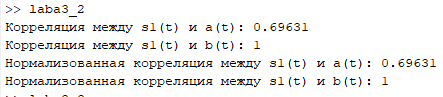 >> laba3_2
Корреляция между s1(t) и a(t): 0.69631
Корреляция между s1(t) и b(t): 1
Нормализованная корреляция между s1(t) и a(t): 0.69631
Нормализованная корреляция между s1(t) и b(t): 1